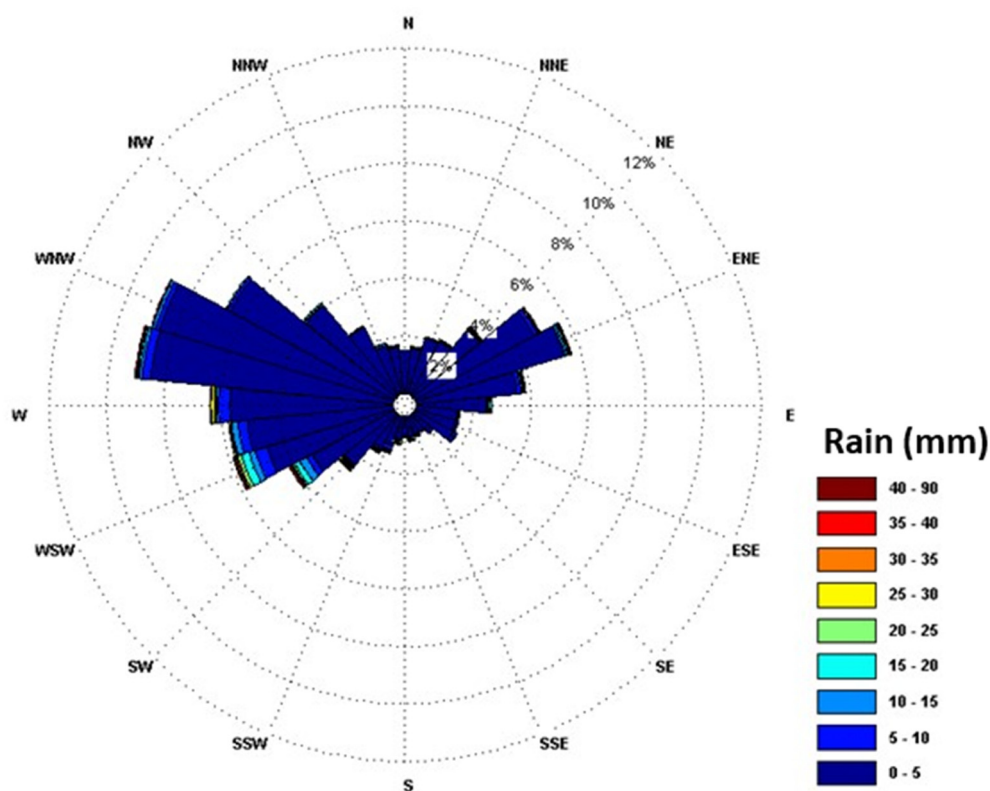 N
NNW
NNE
NW
NE
12%
10%
8%
WNW
ENE
6%
4%
2%
W
E
Rain (mm)
40 - 90
35 - 40
30 - 35
25 - 30
20 - 25
15 - 20
10 - 15
5 - 10
0 - 5
WSW
ESE
SW
SE
SSW
SSE
S